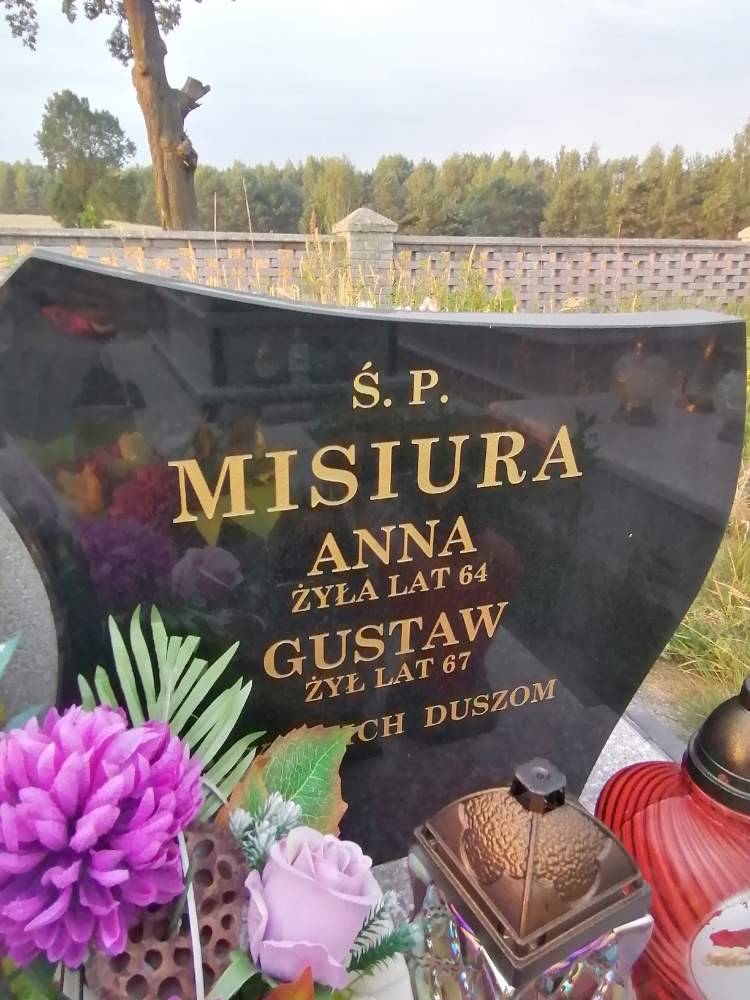 Ś. P.
MISIURA
ANNA
ŻYŁA LAT 64
GUSTAW
ŻYŁ LAT 67
DUSZOM